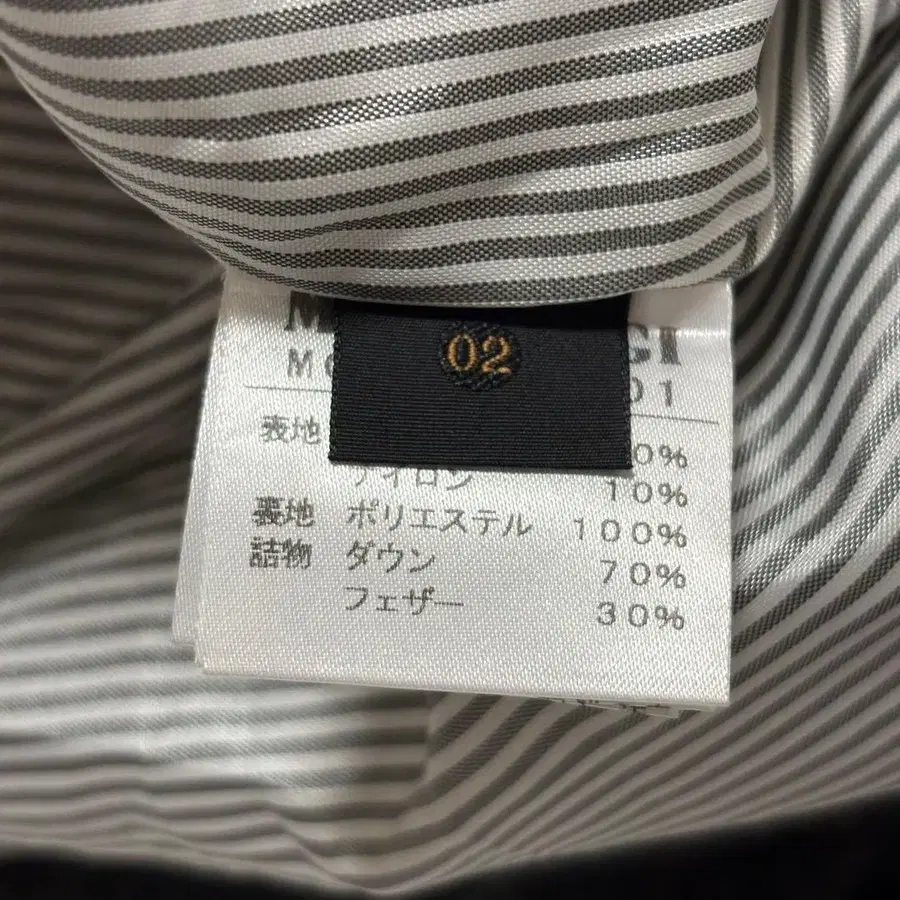 02
表地
ナイロン 10%
裏地 ポリエステル 100%
詰物 ダウン 70%
フェザー 30%